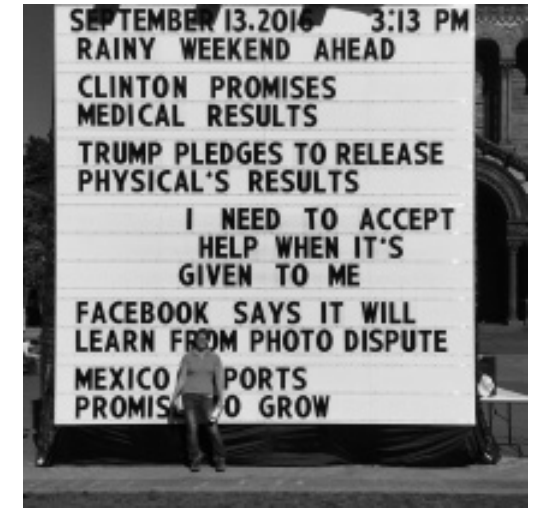 SEPTEMBER 13.2016 3:13 PM
RAINY WEEKEND AHEAD
CLINTON PROMISES
MEDICAL RESULTS
TRUMP PLEDGES TO RELEASE
PHYSICAL'S RESULTS
I NEED TO ACCEPT
HELP WHEN IT'S
GIVEN TO ME
FACEBOOK SAYS IT WILL
LEARN FROM PHOTO DISPUTE
MEXICO PORTS
GROW